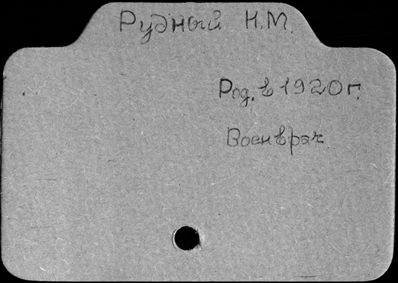 Рудный Н.М.
Род. в 1920 г.
Военврач